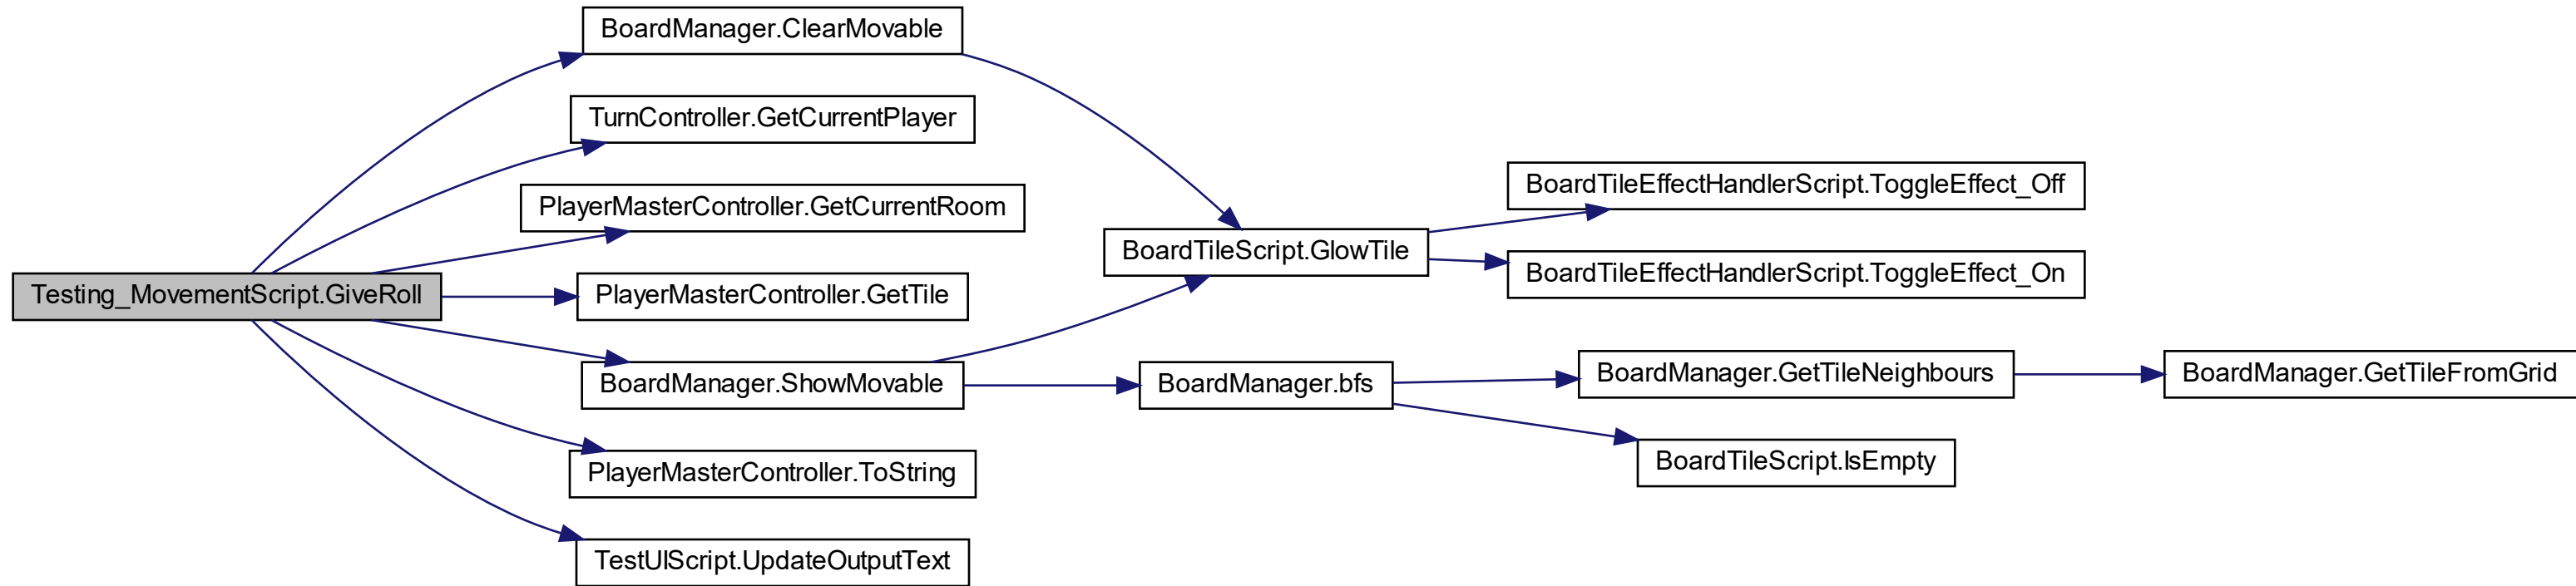 BoardManager.ClearMovable
TurnController.GetCurrentPlayer
BoardTileEffectHandlerScript.ToggleEffect_Off
PlayerMasterController.GetCurrentRoom
BoardTileScript.GlowTile
BoardTileEffectHandlerScript.ToggleEffect_On
Testing_MovementScript.GiveRoll
PlayerMasterController.GetTile
BoardManager.ShowMovable
BoardManager.bfs
BoardManager.GetTileNeighbours
BoardManager.GetTileFromGrid
PlayerMasterController.ToString
BoardTileScript.IsEmpty
TestUIScript.UpdateOutputText